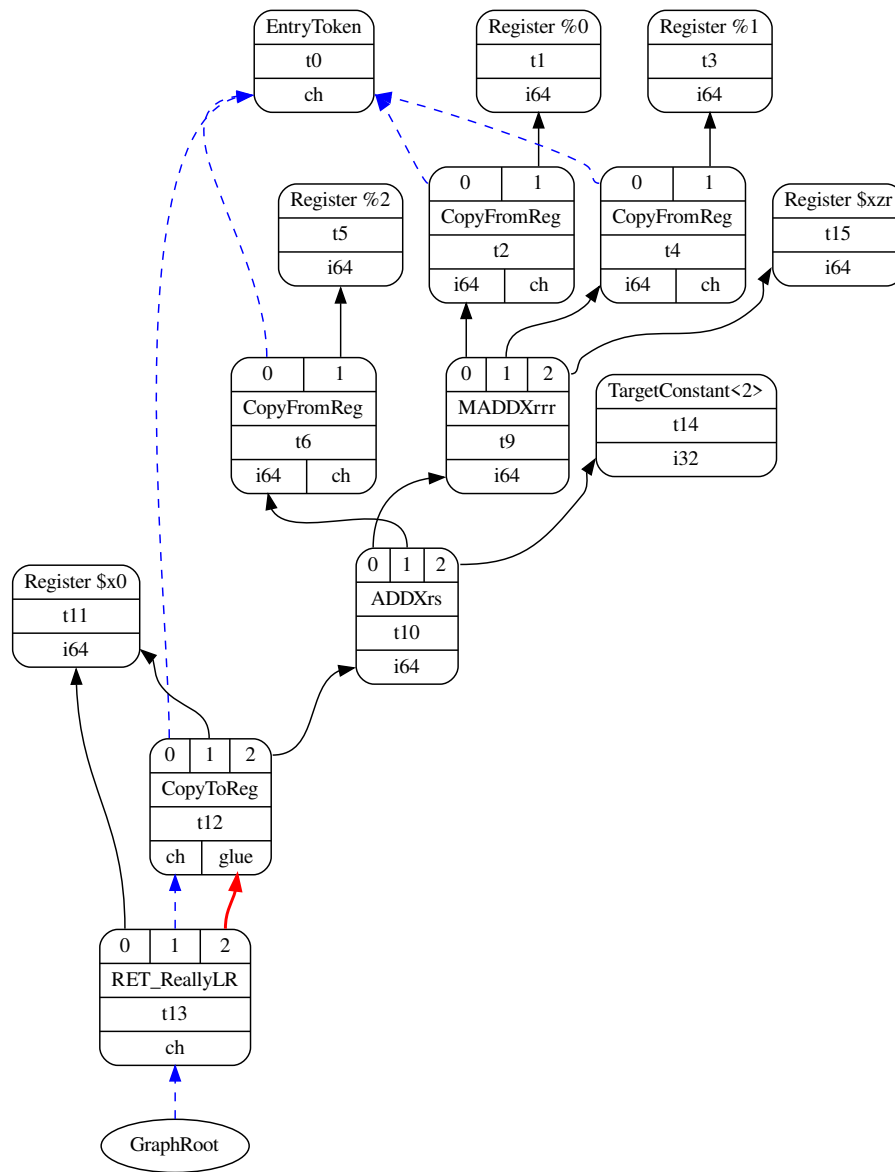 EntryToken
t0
ch
Register %0
t1
i64
Register %1
t3
i64
0 1
CopyFromReg
t2
i64 ch
0 1
CopyFromReg
t4
i64 ch
Register %2
t5
i64
Register $xzr
t15
i64
0 1
CopyFromReg
t6
i64 ch
0 1 2
MADDXrrr
t9
i64
TargetConstant<2>
t14
i32
0 1 2
ADDXrs
t10
i64
Register $x0
t11
i64
0 1 2
CopyToReg
t12
ch glue
0 1 2
RET_ReallyLR
t13
ch
GraphRoot